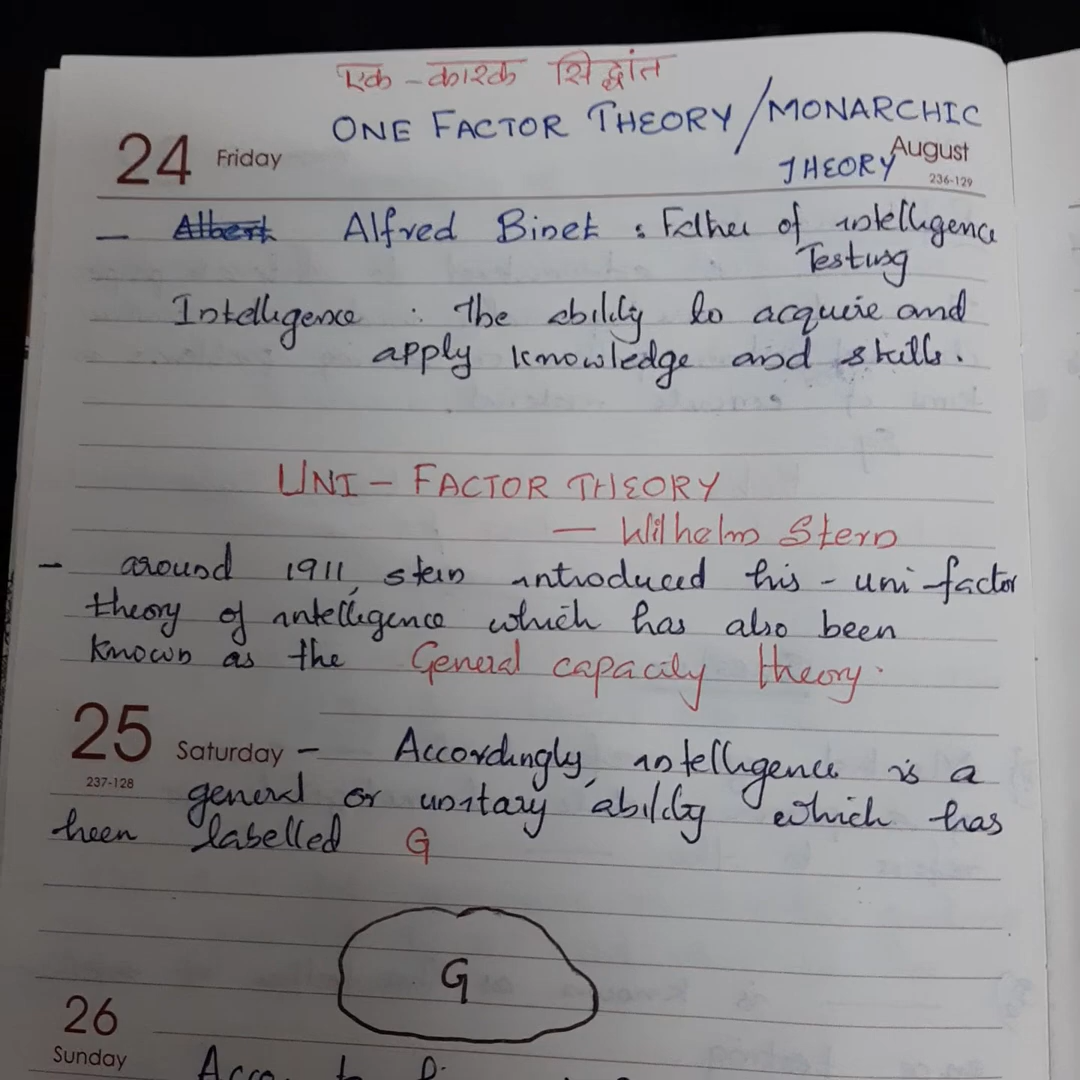 एक - कारक सिद्धांत
ONE FACTOR THEORY / MONARCHIC
THEORY
24 Friday
August
236-129
- Albert Alfred Binet : Father of intelligence
Testing
Intelligence : The ability to acquire and
apply knowledge and skills.
UNI - FACTOR THEORY
- Wilhelm Stern
- around 1911, stern introduced his - uni-factor
theory of intelligence which has also been
known as the General capacity theory.
25 Saturday - Accordingly, intelligence is a
237-128
general or unitary ability which has
been labelled G
G
26
Sunday
to